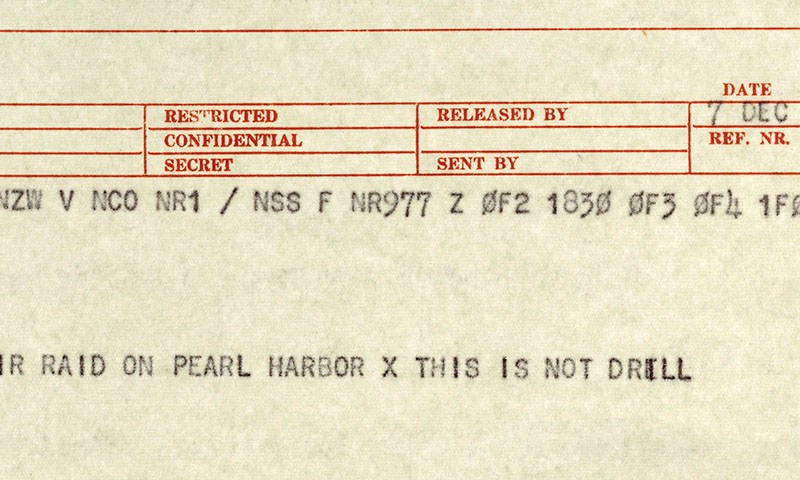 DATE
RESTRICTED RELEASED BY 7 DEC
CONFIDENTIAL REF. NR.
SECRET SENT BY
NZW V NCO NR1 / NSS F NR977 Z ØF2 183Ø ØF3 ØF4 1FØ
IR RAID ON PEARL HARBOR X THIS IS NOT DRILL